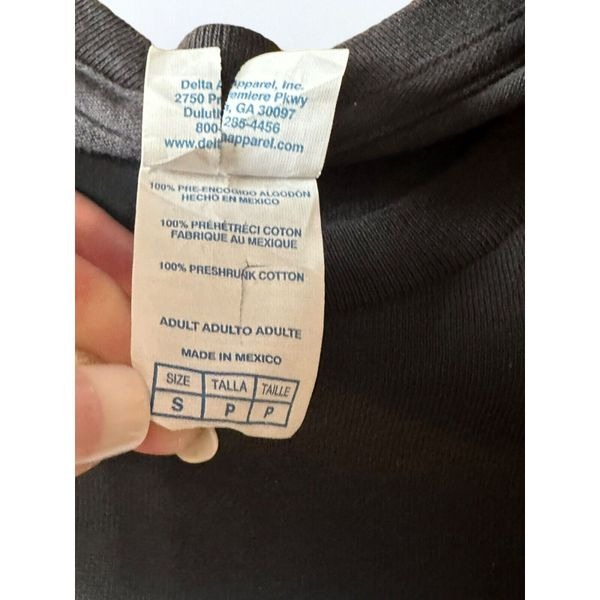 Delta Apparel, Inc.
2750 Premiere Pkwy
Duluth, GA 30097
800-285-4456
www.deltaapparel.com
100% PRE-ENCOGIDO ALGODÓN
HECHO EN MEXICO
100% PRÉRÉTRÉCI COTON
FABRIQUE AU MEXIQUE
100% PRESHRUNK COTTON
ADULT ADULTO ADULTE
MADE IN MEXICO
SIZE TALLA TAILLE
S P P